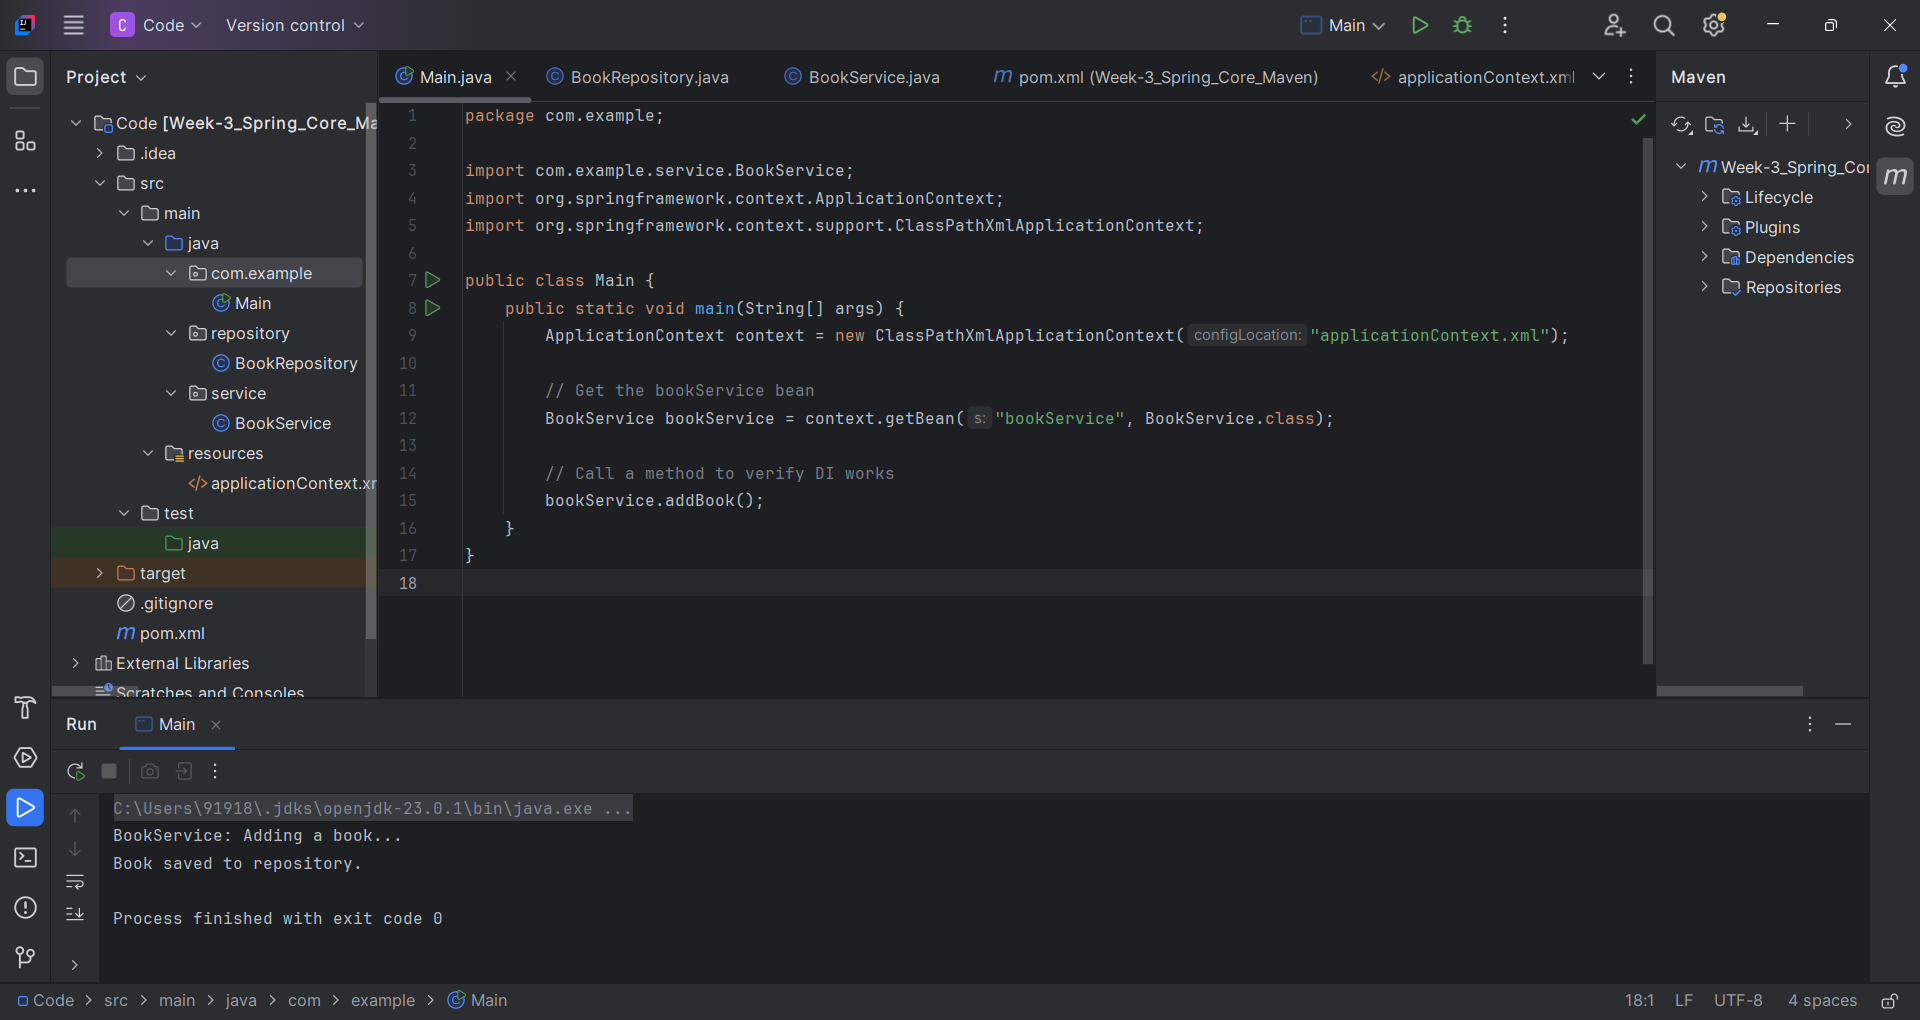 C Code Version control Main
Project
Main.java BookRepository.java BookService.java m pom.xml (Week-3_Spring_Core_Maven) </> applicationContext.xml
Maven
Code [Week-3_Spring_Core_Ma
.idea
src
main
java
com.example
Main
repository
BookRepository
service
BookService
resources
</> applicationContext.xr
test
java
target
.gitignore
m pom.xml
External Libraries
Scratches and Consoles
1 package com.example;
2
3 import com.example.service.BookService;
4 import org.springframework.context.ApplicationContext;
5 import org.springframework.context.support.ClassPathXmlApplicationContext;
6
7 public class Main {
8 public static void main(String[] args) {
9 ApplicationContext context = new ClassPathXmlApplicationContext( configLocation: "applicationContext.xml");
10
11 // Get the bookService bean
12 BookService bookService = context.getBean( s: "bookService", BookService.class);
13
14 // Call a method to verify DI works
15 bookService.addBook();
16 }
17 }
18
m Week-3_Spring_Cor
Lifecycle
Plugins
Dependencies
Repositories
m
Run Main
C:\Users\91918\.jdks\openjdk-23.0.1\bin\java.exe ...
BookService: Adding a book...
Book saved to repository.
Process finished with exit code 0
Code > src > main > java > com > example > Main
18:1 LF UTF-8 4 spaces